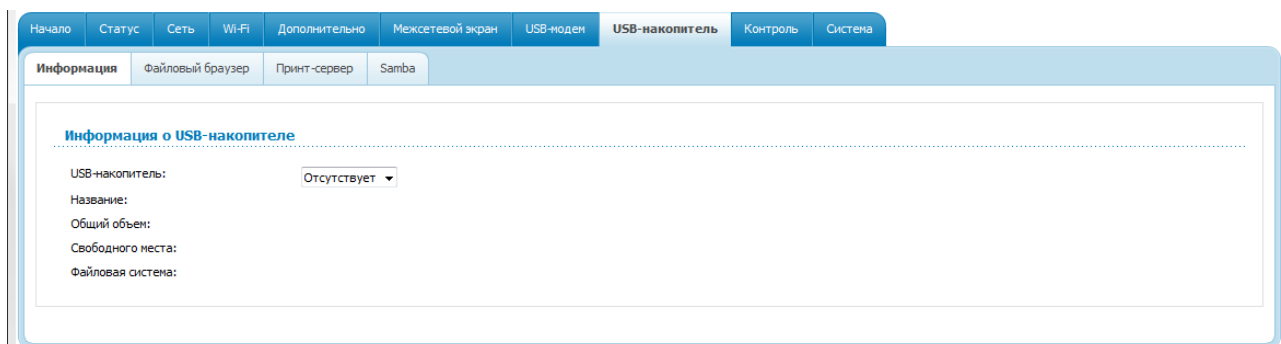 Начало Статус Сеть Wi-Fi Дополнительно Межсетевой экран USB-модем USB-накопитель Контроль Система
Информация Файловый браузер Принт-сервер Samba
Информация о USB-накопителе
USB-накопитель: Отсутствует
Название:
Общий объем:
Свободного места:
Файловая система: